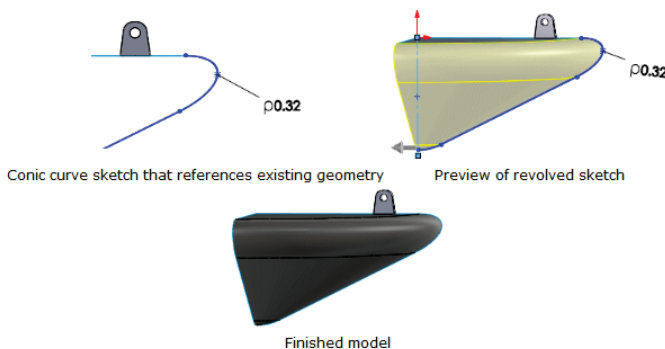 ρ0.32
ρ0.32
Conic curve sketch that references existing geometry
Preview of revolved sketch
Finished model